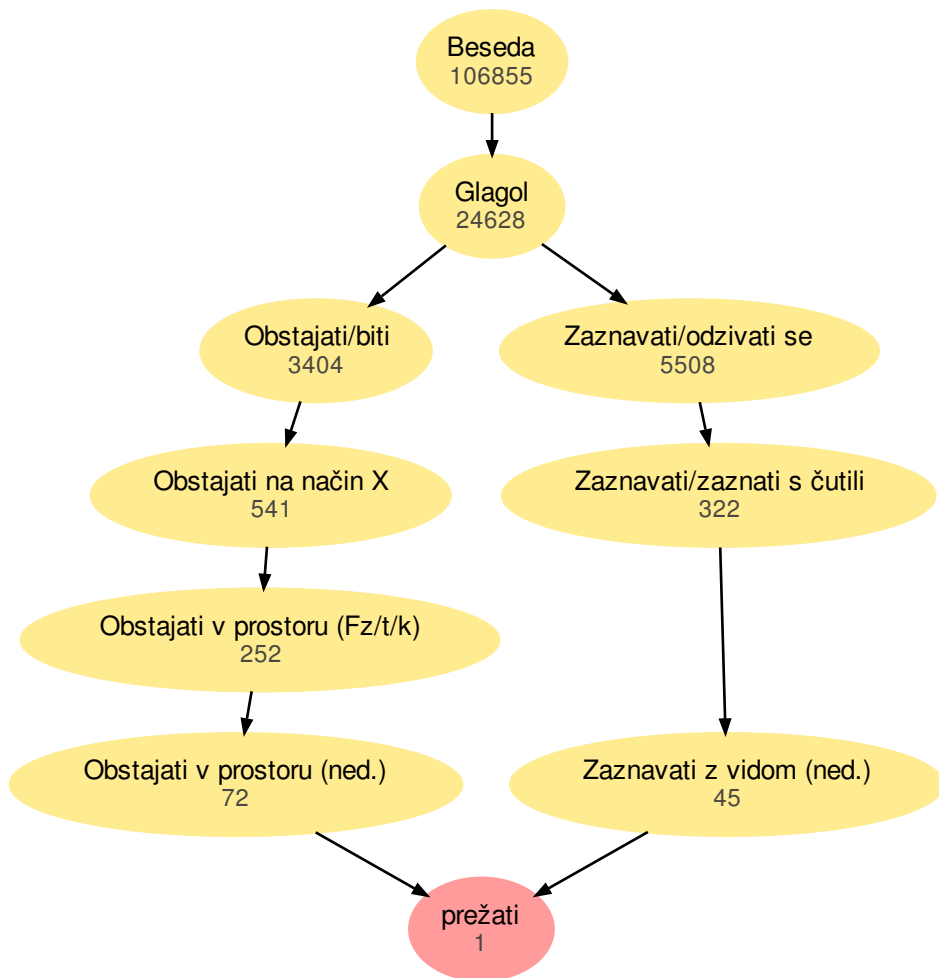 Beseda
106855
Glagol
24628
Obstajati/biti
3404
Zaznavati/odzivati se
5508
Obstajati na način X
541
Zaznavati/zaznati s čutili
322
Obstajati v prostoru (Fz/t/k)
252
Obstajati v prostoru (ned.)
72
Zaznavati z vidom (ned.)
45
prežati
1